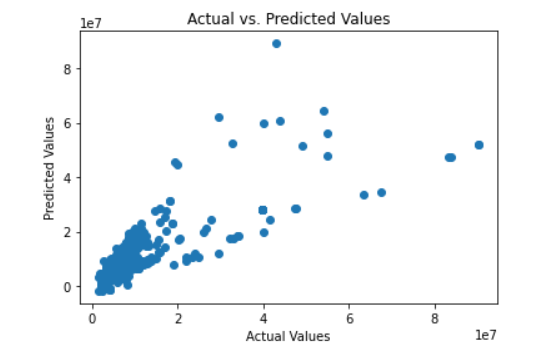 Actual vs. Predicted Values
1e7
8
6
4
2
0
Predicted Values
0 2 4 6 8
1e7
Actual Values